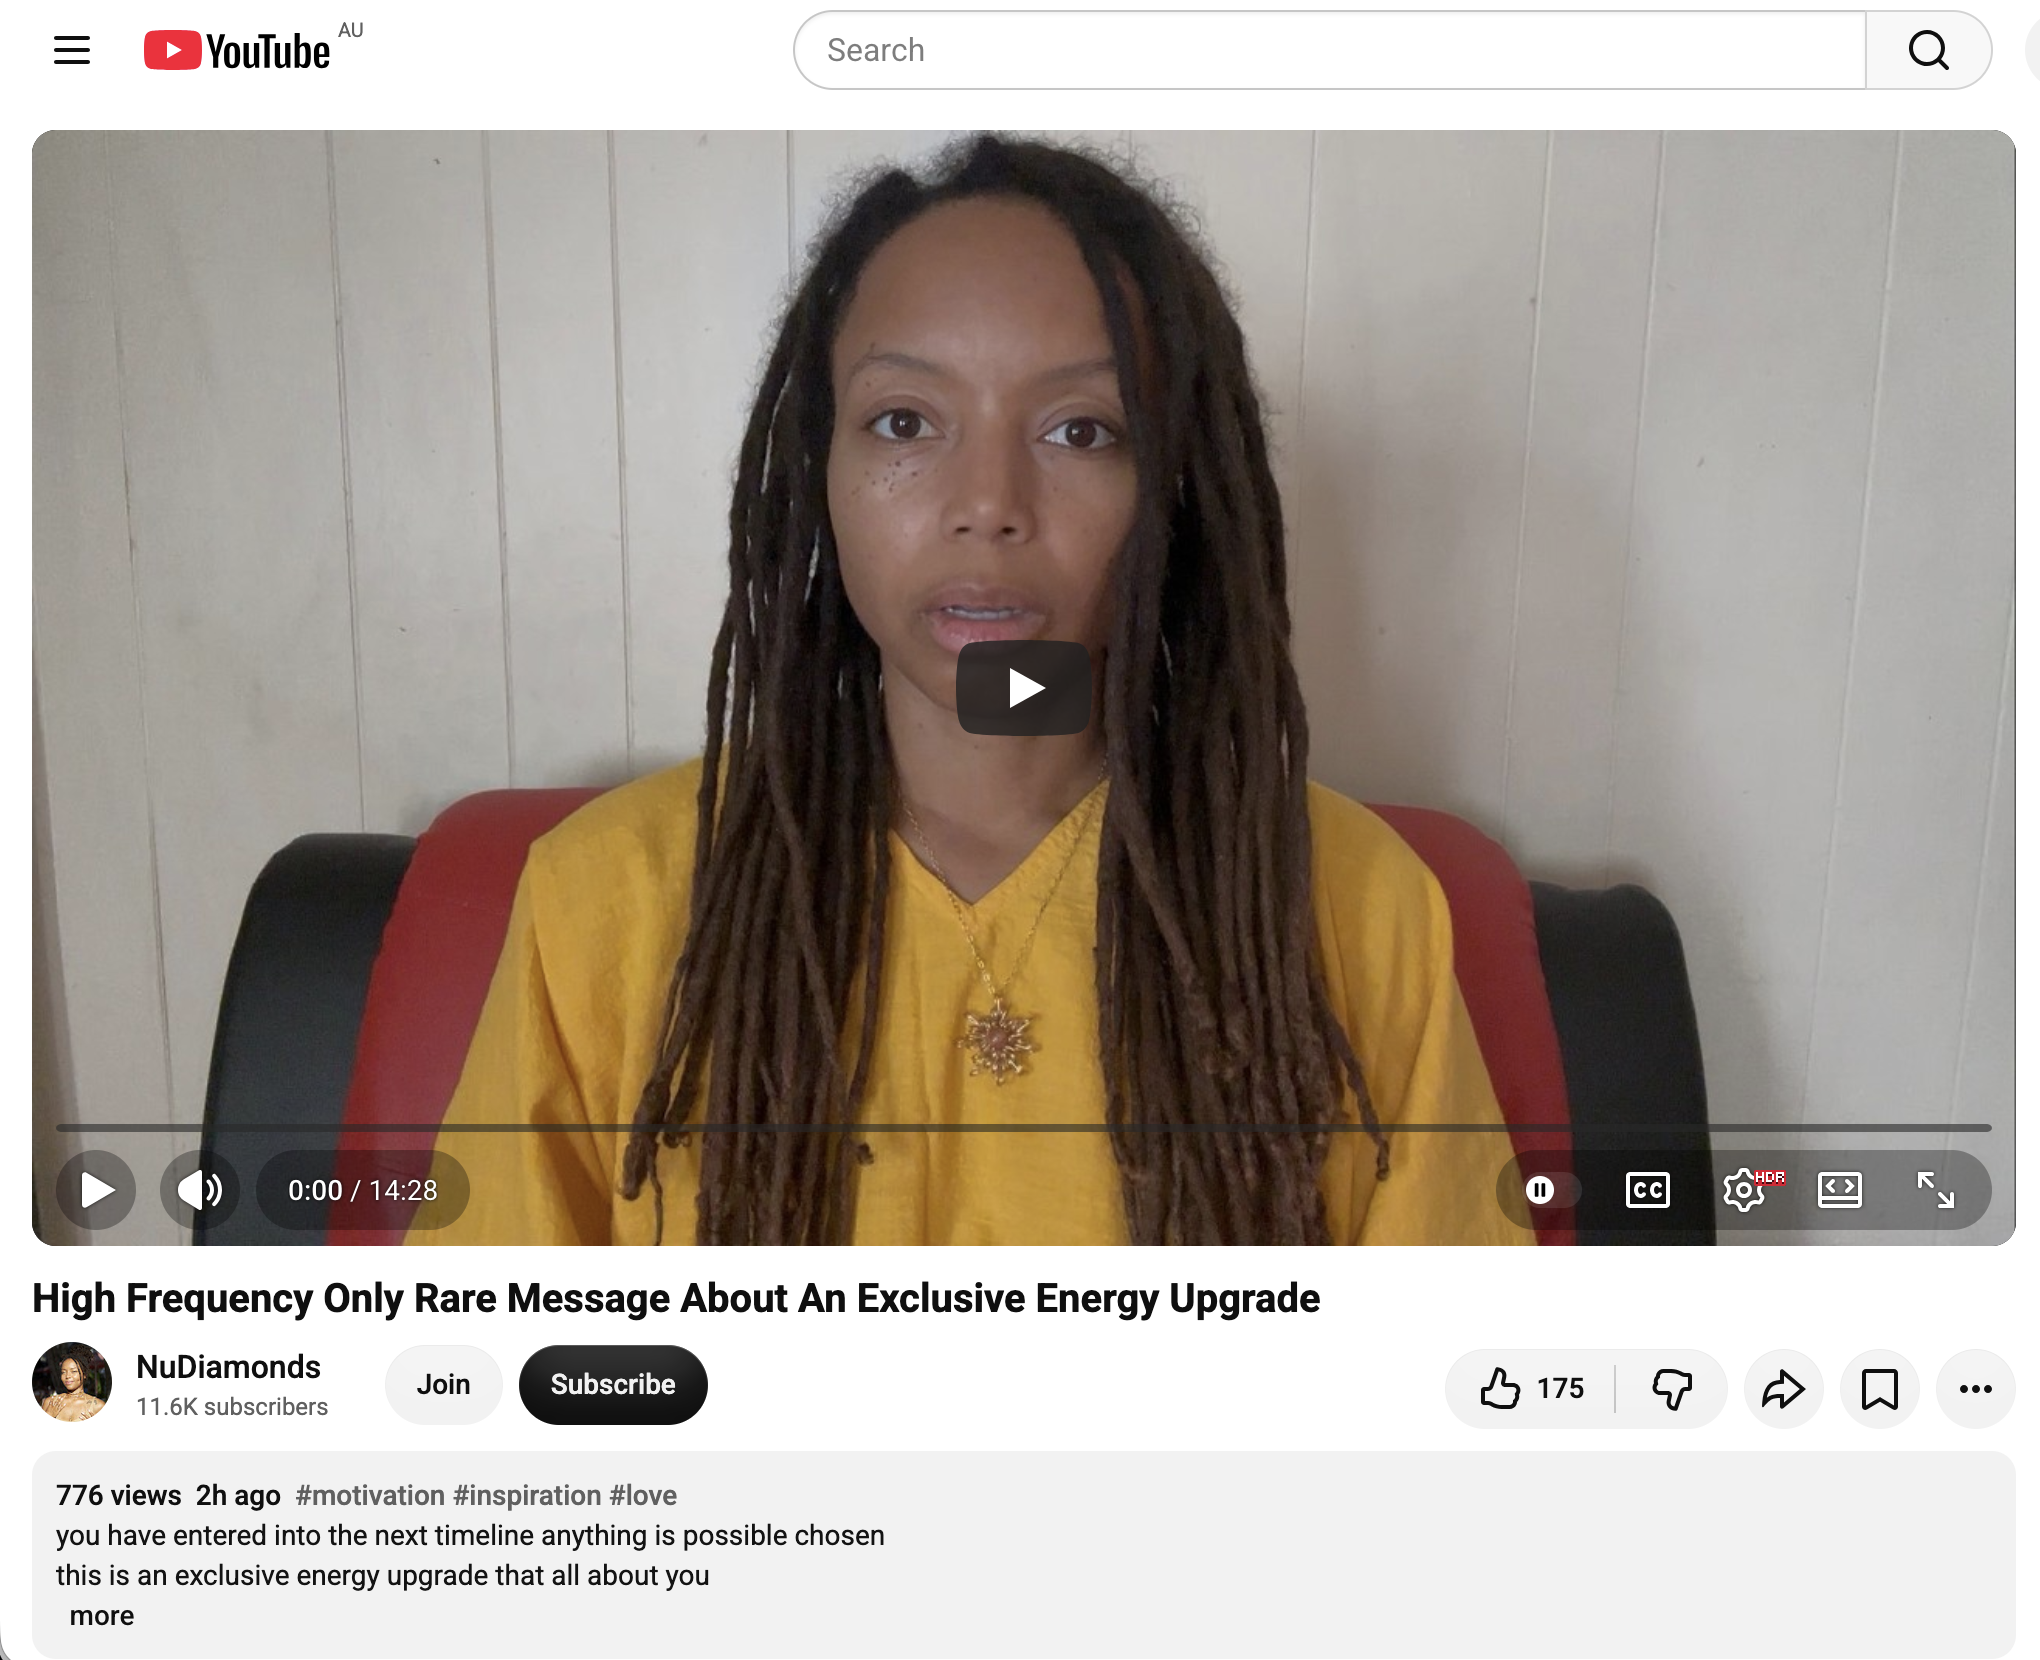 YouTube AU
Search
0:00 / 14:28
CC
HDR
High Frequency Only Rare Message About An Exclusive Energy Upgrade
NuDiamonds
11.6K subscribers
Join
Subscribe
175
776 views 2h ago #motivation #inspiration #love
you have entered into the next timeline anything is possible chosen
this is an exclusive energy upgrade that all about you
more